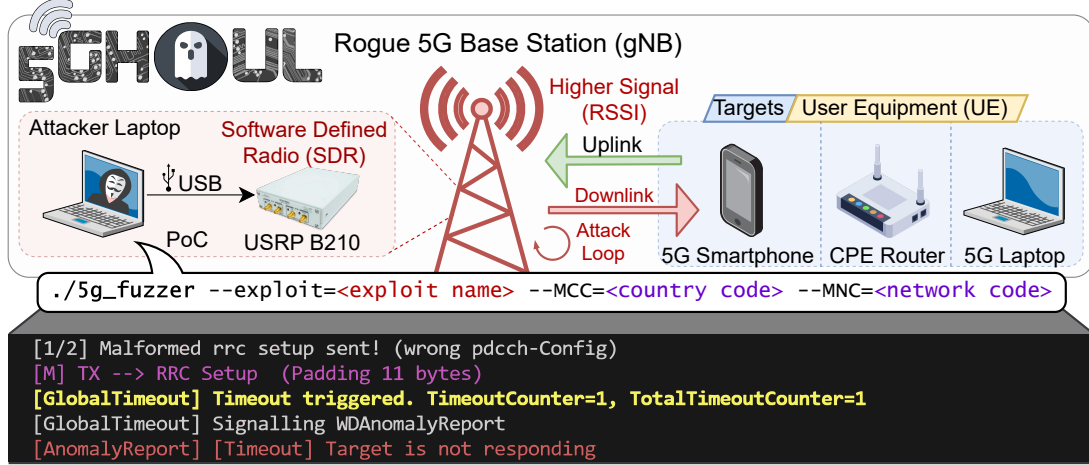 5GHOUL
Rogue 5G Base Station (gNB)
Attacker Laptop
Software Defined
Radio (SDR)
USB
PoC
USRP B210
Higher Signal
(RSSI)
Uplink
Downlink
Attack
Loop
Targets
User Equipment (UE)
5G Smartphone
CPE Router
5G Laptop
./5g_fuzzer --exploit=<exploit name> --MCC=<country code> --MNC=<network code>
[1/2] Malformed rrc setup sent! (wrong pdcch-Config)
[M] TX --> RRC Setup  (Padding 11 bytes)
[GlobalTimeout] Timeout triggered. TimeoutCounter=1, TotalTimeoutCounter=1
[GlobalTimeout] Signalling WDAnomalyReport
[AnomalyReport] [Timeout] Target is not responding